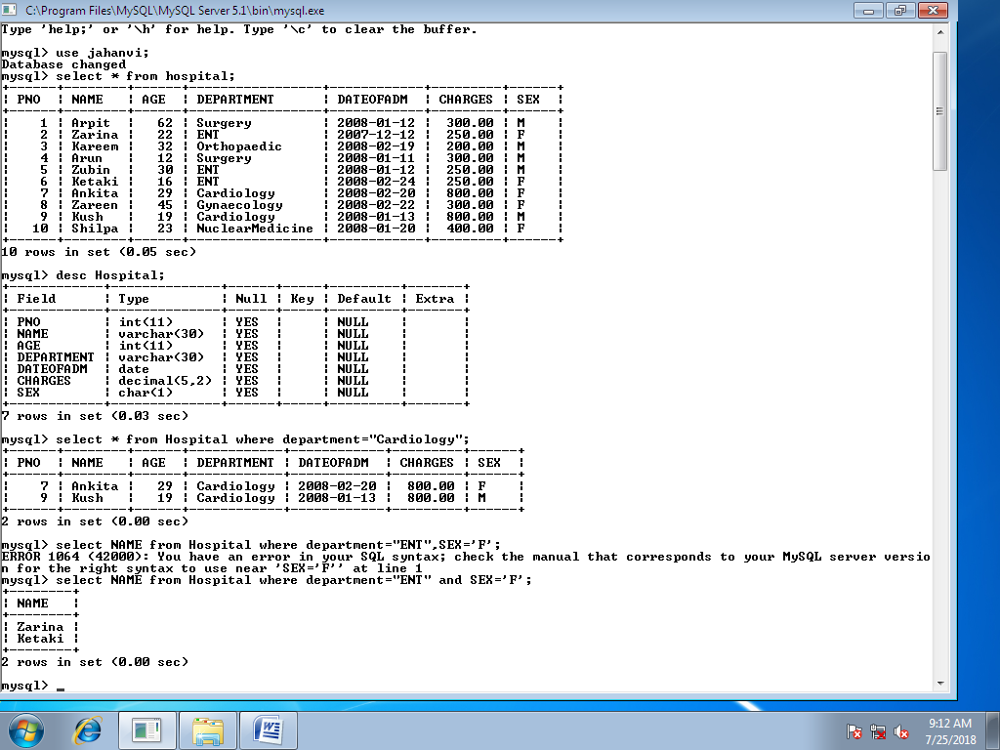 C:\Program Files\MySQL\MySQL Server 5.1\bin\mysql.exe
Type 'help;' or '\h' for help. Type '\c' to clear the buffer.
mysql> use jahanvi;
Database changed
mysql> select * from hospital;
+------+--------+------+-----------------+------------+---------+------+
| PNO | NAME | AGE | DEPARTMENT | DATEOFADM | CHARGES | SEX |
+------+--------+------+-----------------+------------+---------+------+
| 1 | Arpit | 62 | Surgery | 2008-01-12 | 300.00 | M |
| 2 | Zarina | 22 | ENT | 2007-12-12 | 250.00 | F |
| 3 | Kareem | 32 | Orthopaedic | 2008-02-19 | 200.00 | M |
| 4 | Arun | 12 | Surgery | 2008-01-11 | 300.00 | M |
| 5 | Zubin | 30 | ENT | 2008-01-12 | 250.00 | M |
| 6 | Ketaki | 16 | ENT | 2008-02-24 | 250.00 | F |
| 7 | Ankita | 29 | Cardiology | 2008-02-20 | 800.00 | F |
| 8 | Zareen | 45 | Gynaecology | 2008-02-22 | 300.00 | F |
| 9 | Kush | 19 | Cardiology | 2008-01-13 | 800.00 | M |
| 10 | Shilpa | 23 | NuclearMedicine | 2008-01-20 | 400.00 | F |
+------+--------+------+-----------------+------------+---------+------+
10 rows in set (0.05 sec)
mysql> desc Hospital;
+------------+--------------+------+-----+---------+-------+
| Field | Type | Null | Key | Default | Extra |
+------------+--------------+------+-----+---------+-------+
| PNO | int(11) | YES | | NULL | |
| NAME | varchar(30) | YES | | NULL | |
| AGE | int(11) | YES | | NULL | |
| DEPARTMENT | varchar(30) | YES | | NULL | |
| DATEOFADM | date | YES | | NULL | |
| CHARGES | decimal(5,2) | YES | | NULL | |
| SEX | char(1) | YES | | NULL | |
+------------+--------------+------+-----+---------+-------+
7 rows in set (0.03 sec)
mysql> select * from Hospital where department="Cardiology";
+------+--------+------+------------+------------+---------+------+
| PNO | NAME | AGE | DEPARTMENT | DATEOFADM | CHARGES | SEX |
+------+--------+------+------------+------------+---------+------+
| 7 | Ankita | 29 | Cardiology | 2008-02-20 | 800.00 | F |
| 9 | Kush | 19 | Cardiology | 2008-01-13 | 800.00 | M |
+------+--------+------+------------+------------+---------+------+
2 rows in set (0.00 sec)
mysql> select NAME from Hospital where department="ENT",SEX='F';
ERROR 1064 (42000): You have an error in your SQL syntax; check the manual that corresponds to your MySQL server versio
n for the right syntax to use near 'SEX='F'' at line 1
mysql> select NAME from Hospital where department="ENT" and SEX='F';
+--------+
| NAME |
+--------+
| Zarina |
| Ketaki |
+--------+
2 rows in set (0.00 sec)
mysql> _
9:12 AM
7/25/2018